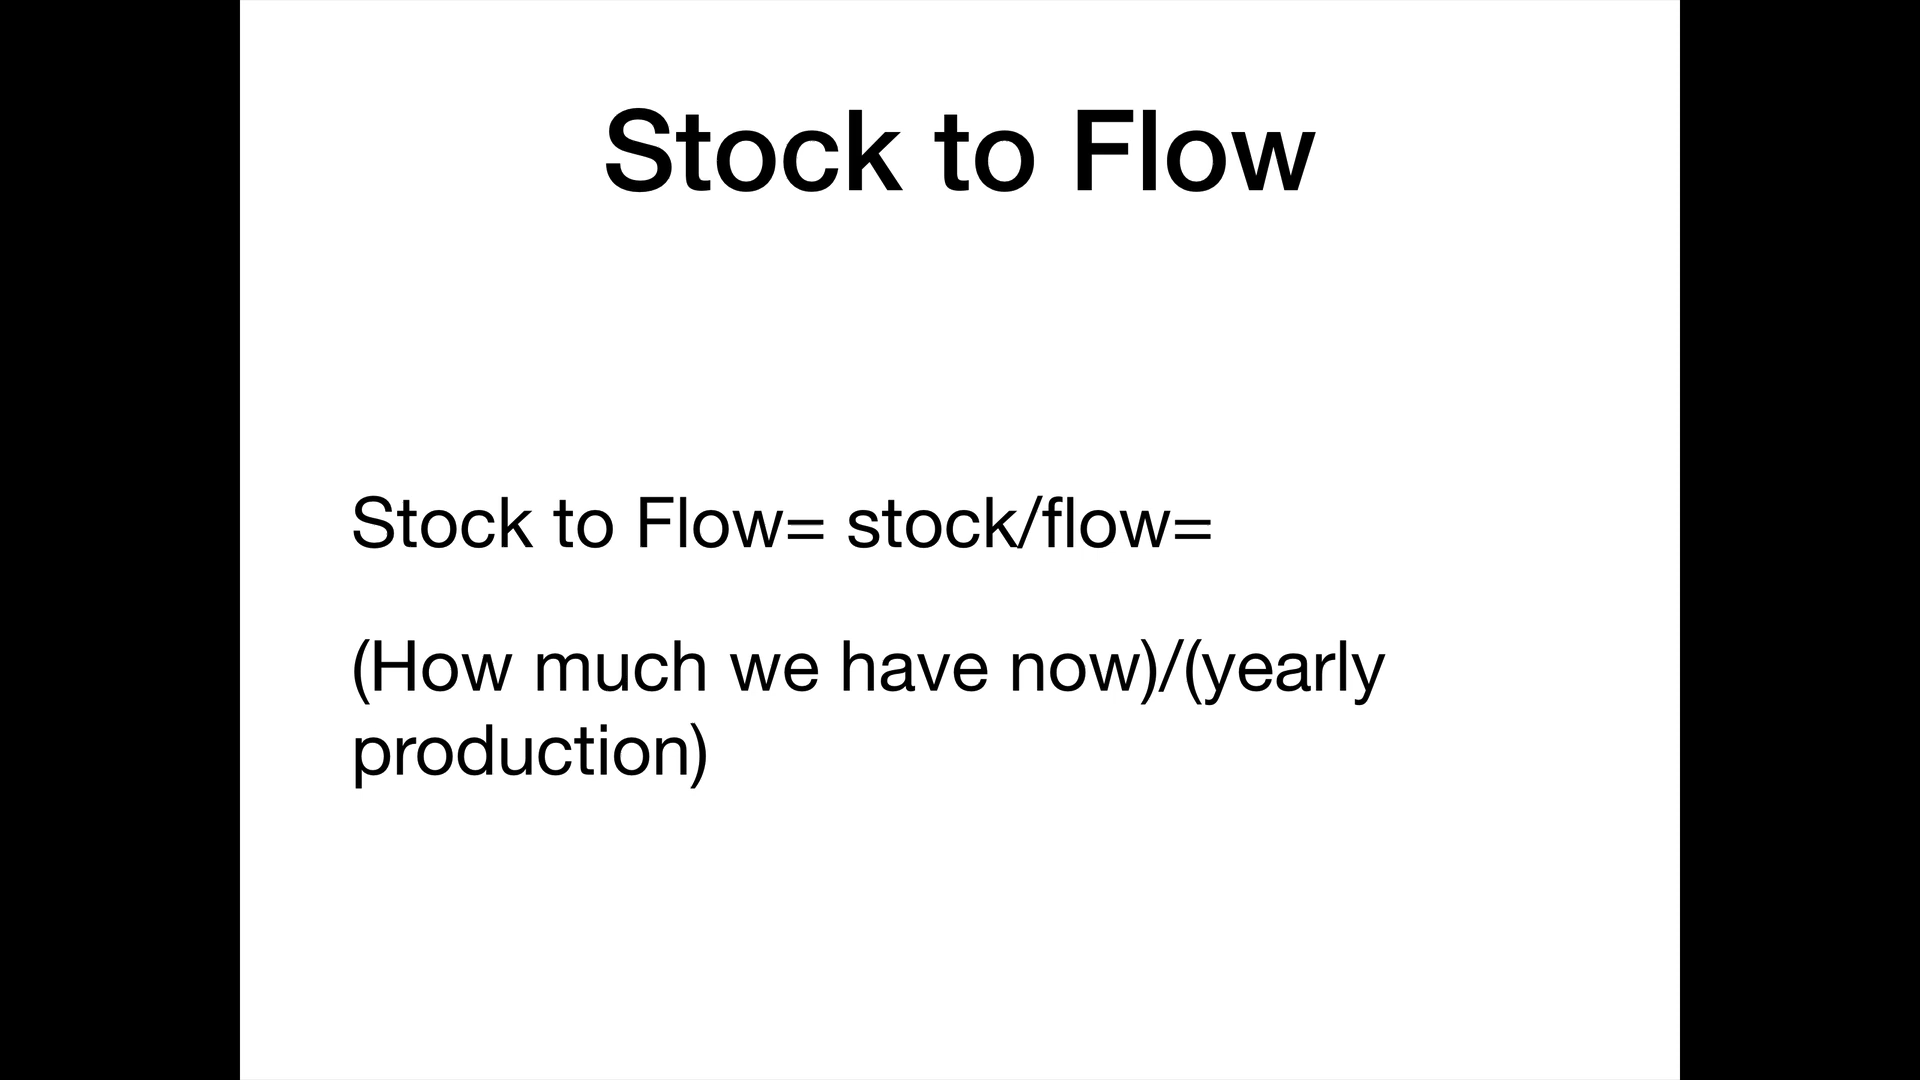 Stock to Flow
Stock to Flow= stock/flow=
(How much we have now)/(yearly
production)